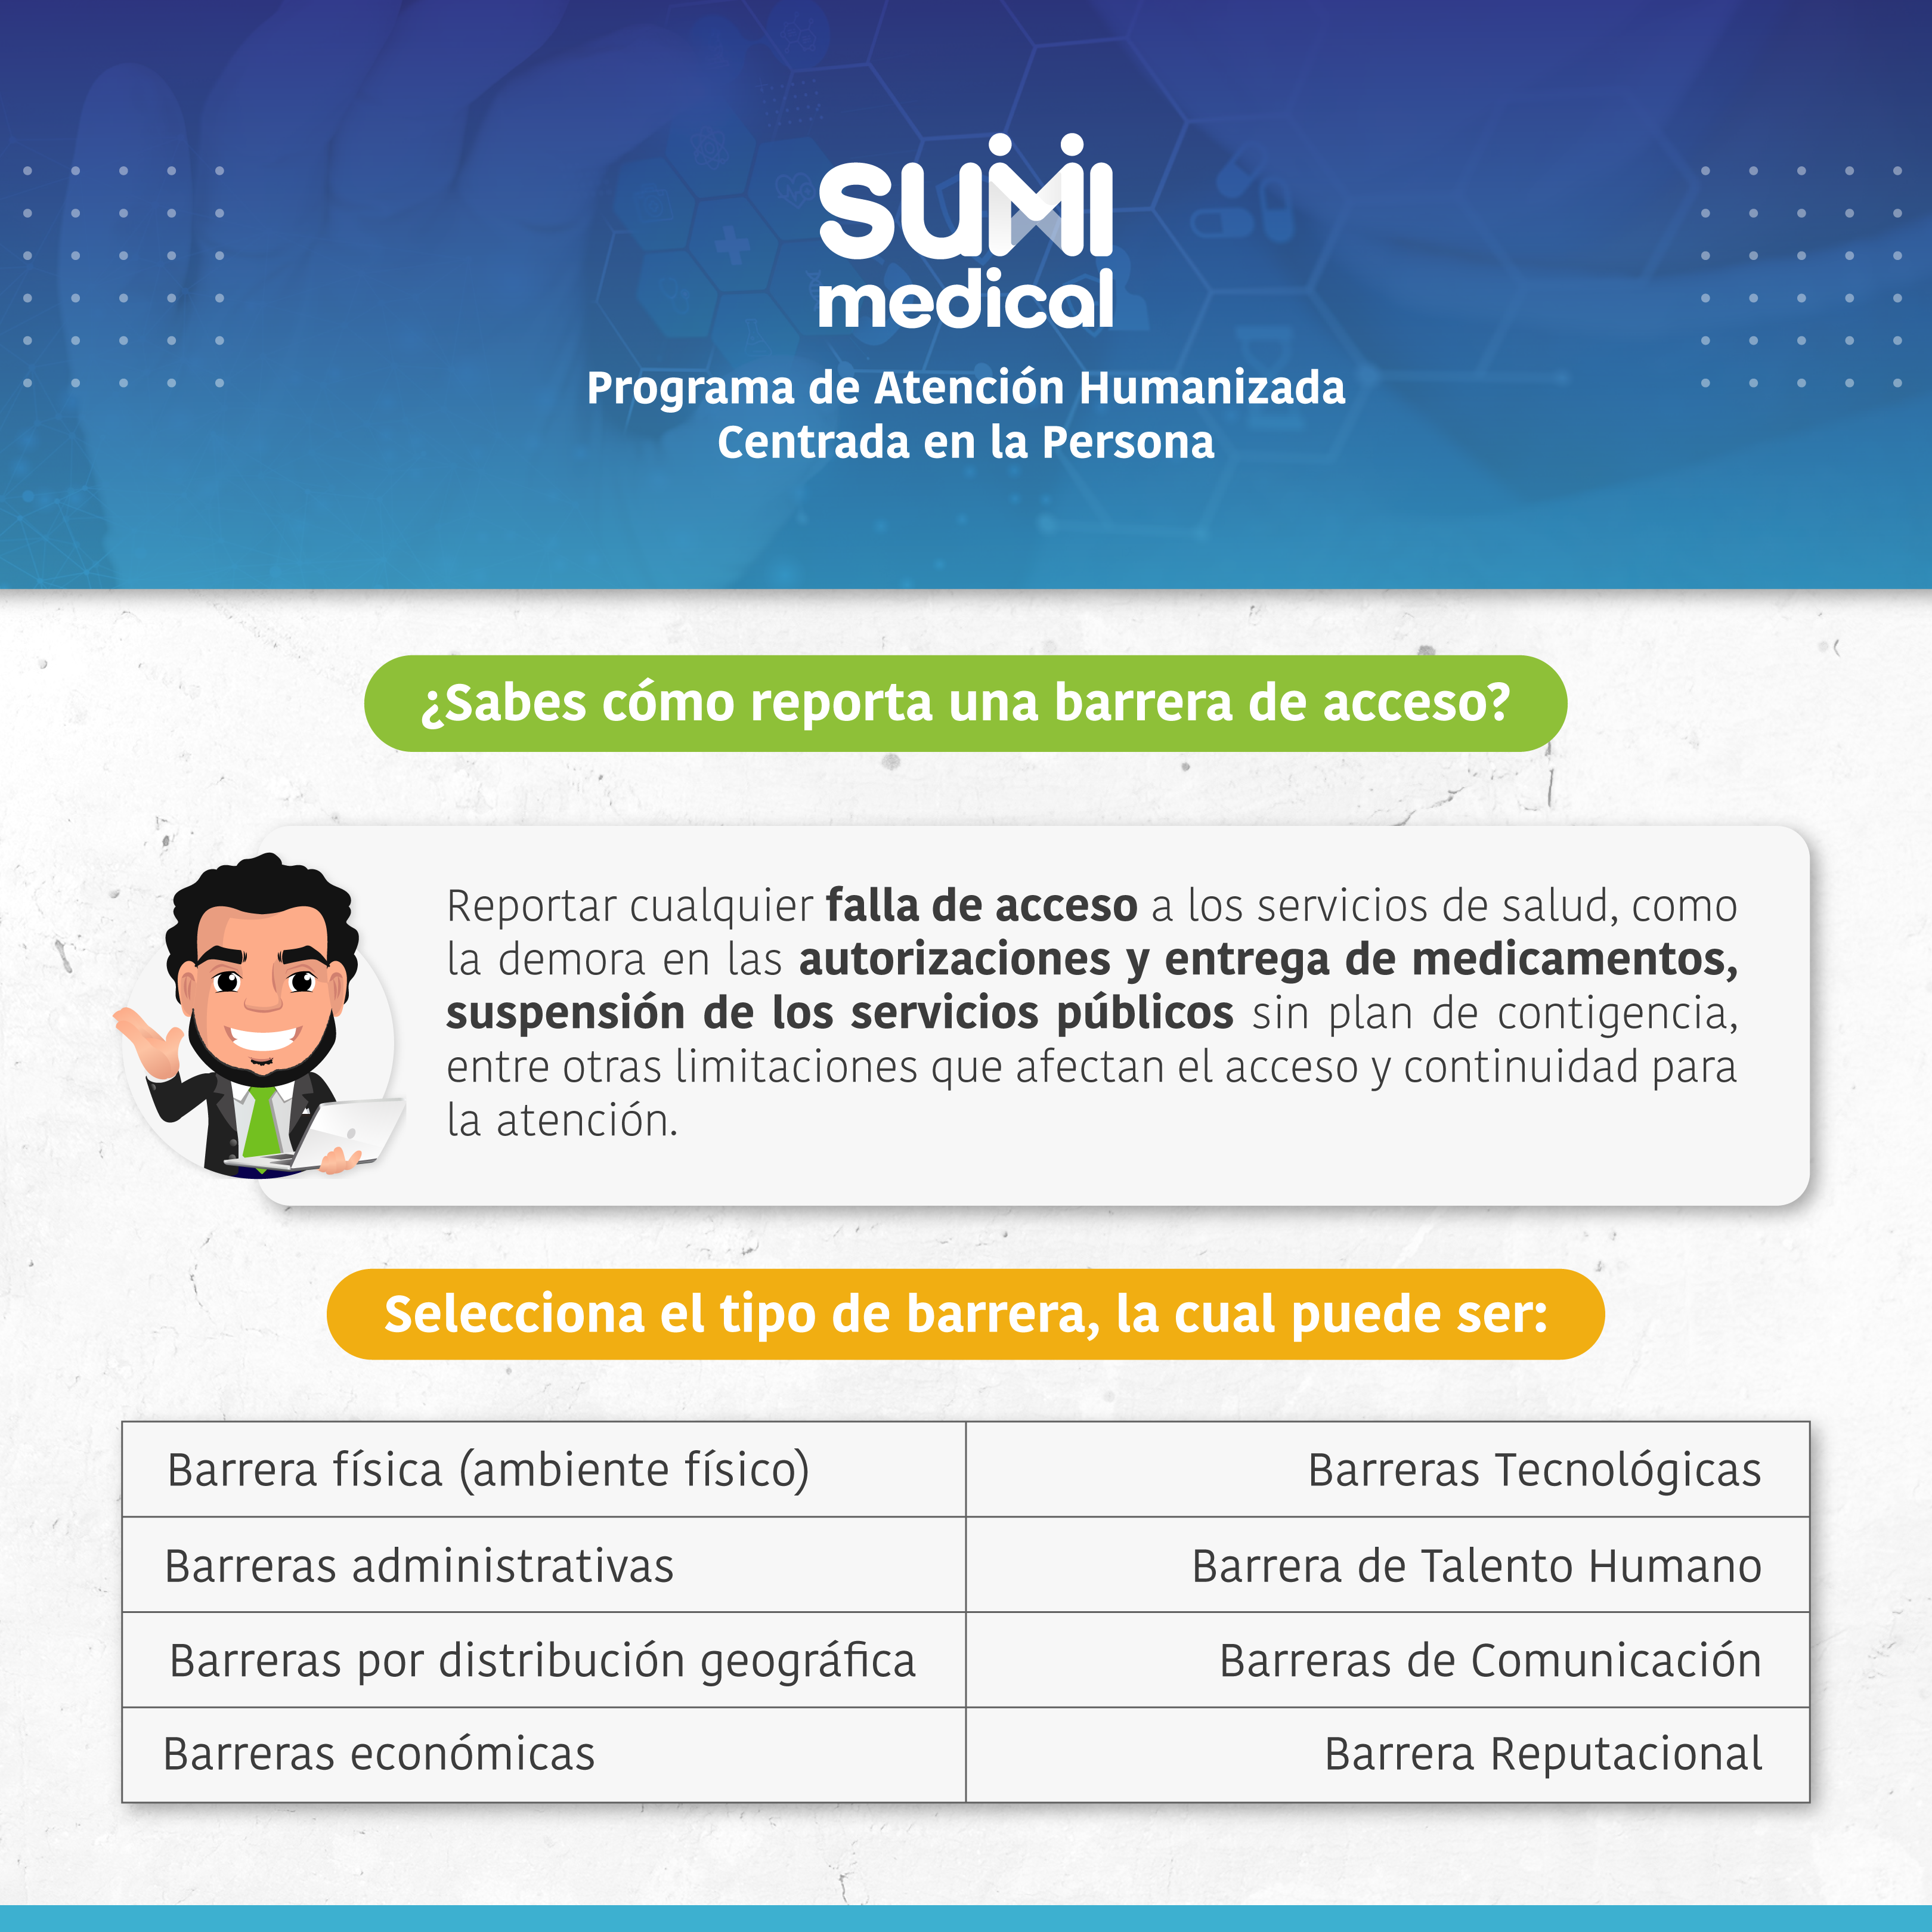 SUMI
medical
Programa de Atención Humanizada
Centrada en la Persona
¿Sabes cómo reporta una barrera de acceso?
Reportar cualquier falla de acceso a los servicios de salud, como
la demora en las autorizaciones y entrega de medicamentos,
suspensión de los servicios públicos sin plan de contigencia,
entre otras limitaciones que afectan el acceso y continuidad para
la atención.
Selecciona el tipo de barrera, la cual puede ser:
Barrera física (ambiente físico)
Barreras Tecnológicas
Barreras administrativas
Barrera de Talento Humano
Barreras por distribución geográfica
Barreras de Comunicación
Barreras económicas
Barrera Reputacional